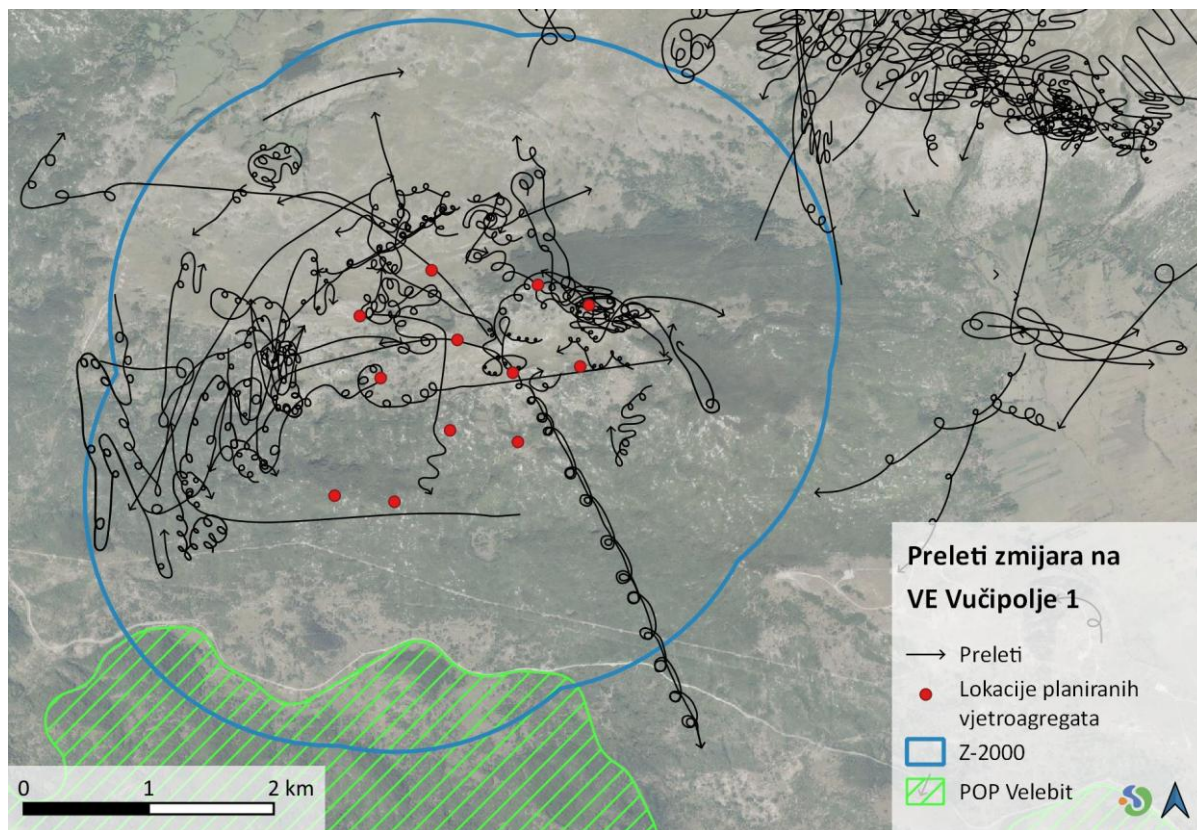 Preleti zmijara na
VE Vučipolje 1
Preleti
Lokacije planiranih
vjetroagregata
Z-2000
POP Velebit
0 1 2 km